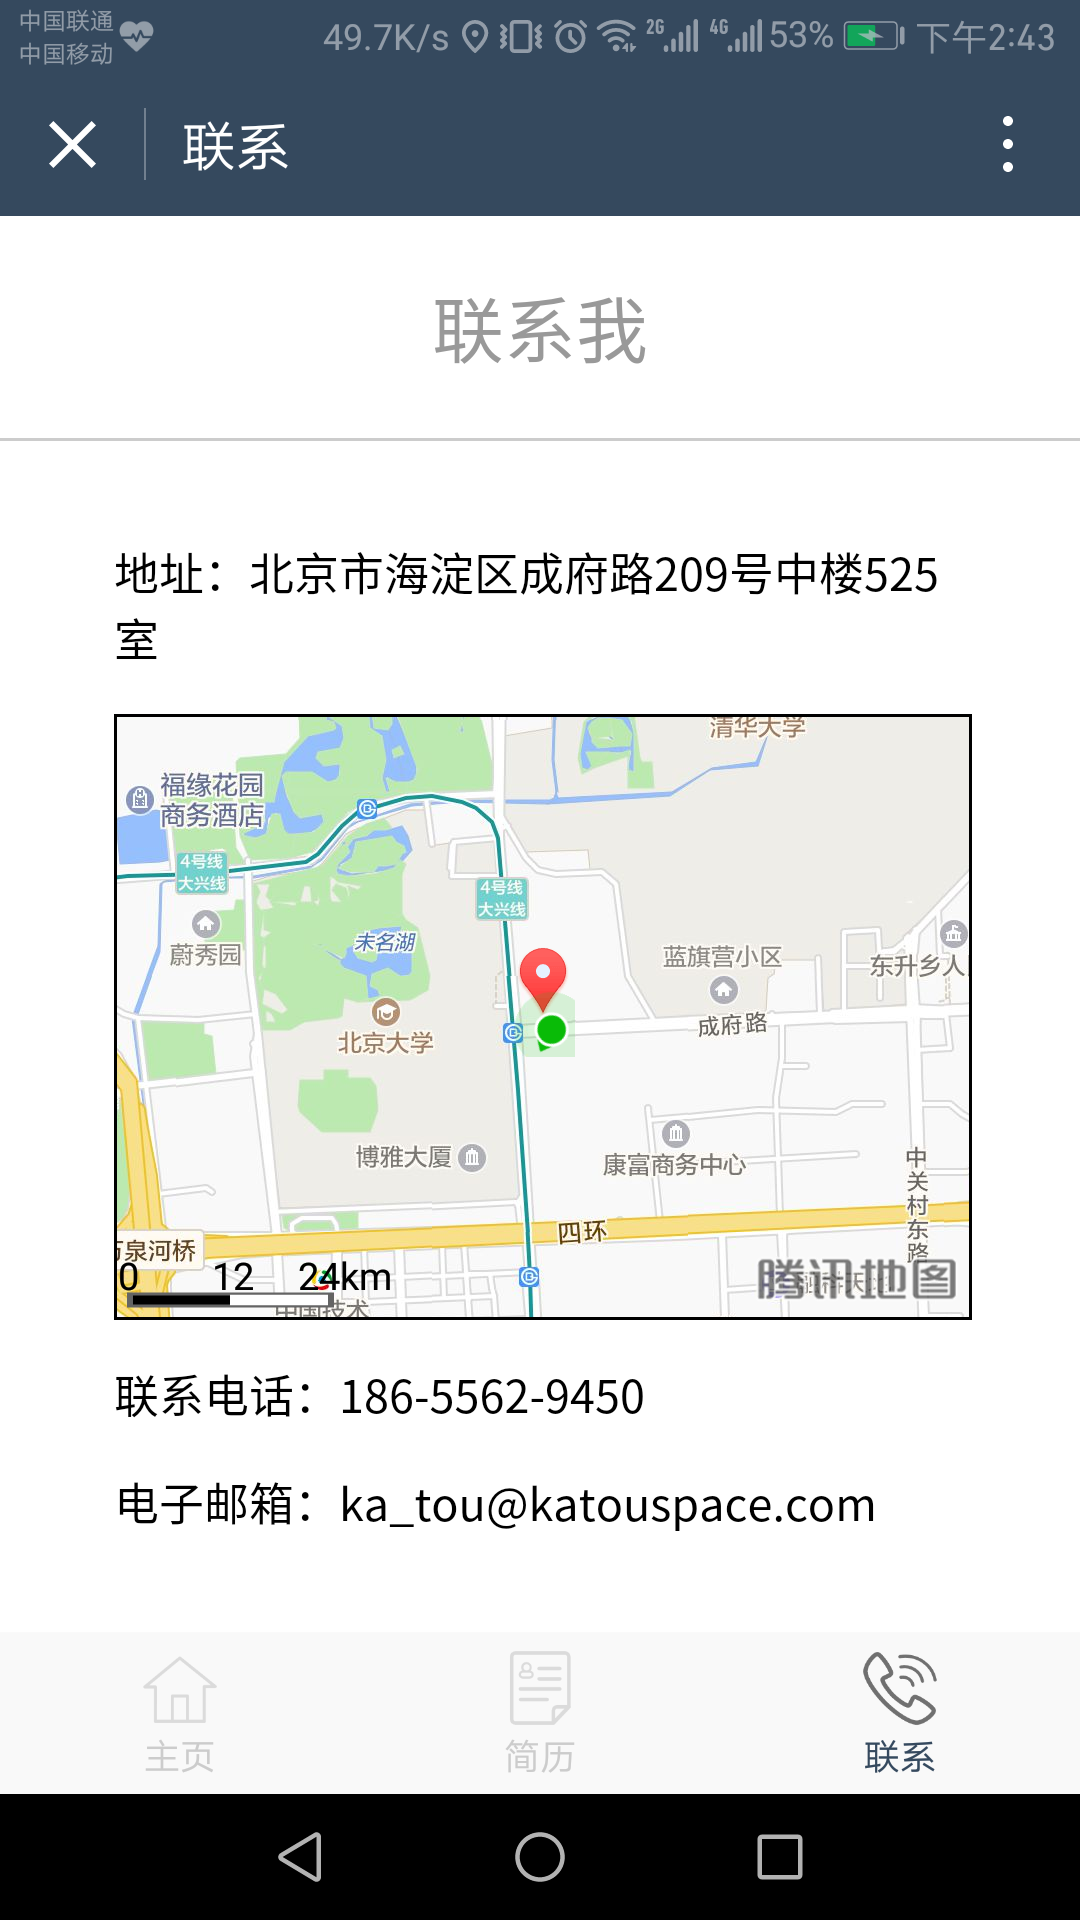 中国联通
中国移动
49.7K/s 2G 4G 53% 下午2:43
联系
联系我
地址：北京市海淀区成府路209号中楼525
室
清华大学
福缘花园
商务酒店
4号线
大兴线
4号线
大兴线
未名湖
蔚秀园
蓝旗营小区
东升乡人
北京大学
成府路
博雅大厦
康富商务中心
中关村东路
四环
万泉河桥
0 12 24km
中国技术
腾讯地图
联系电话：186-5562-9450
电子邮箱：ka_tou@katouspace.com
主页
简历
联系